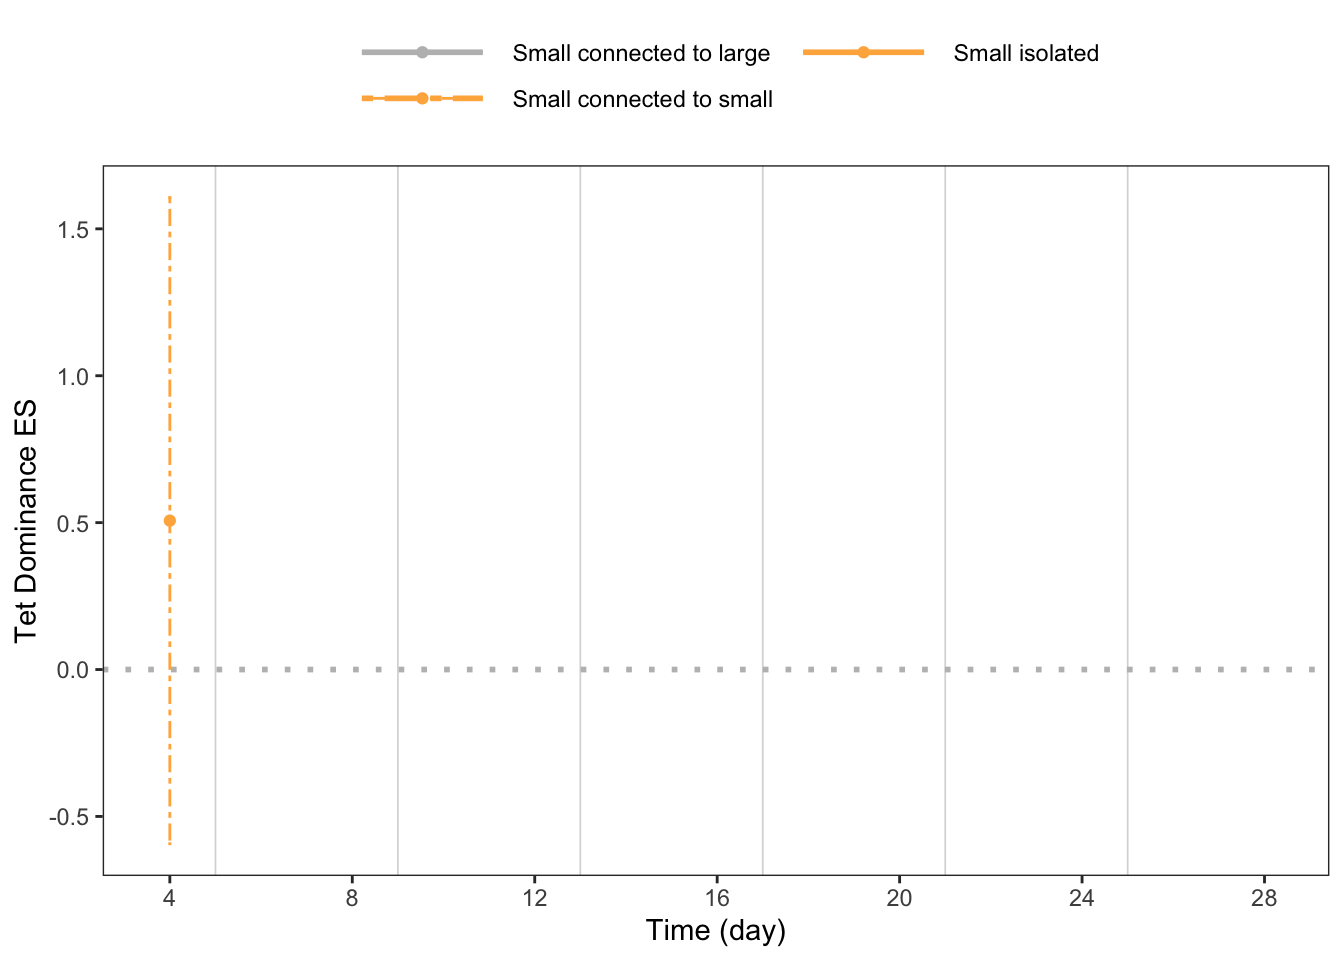 Small connected to large
Small isolated
Small connected to small
Tet Dominance ES
1.5
1.0
0.5
0.0
-0.5
4 8 12 16 20 24 28
Time (day)